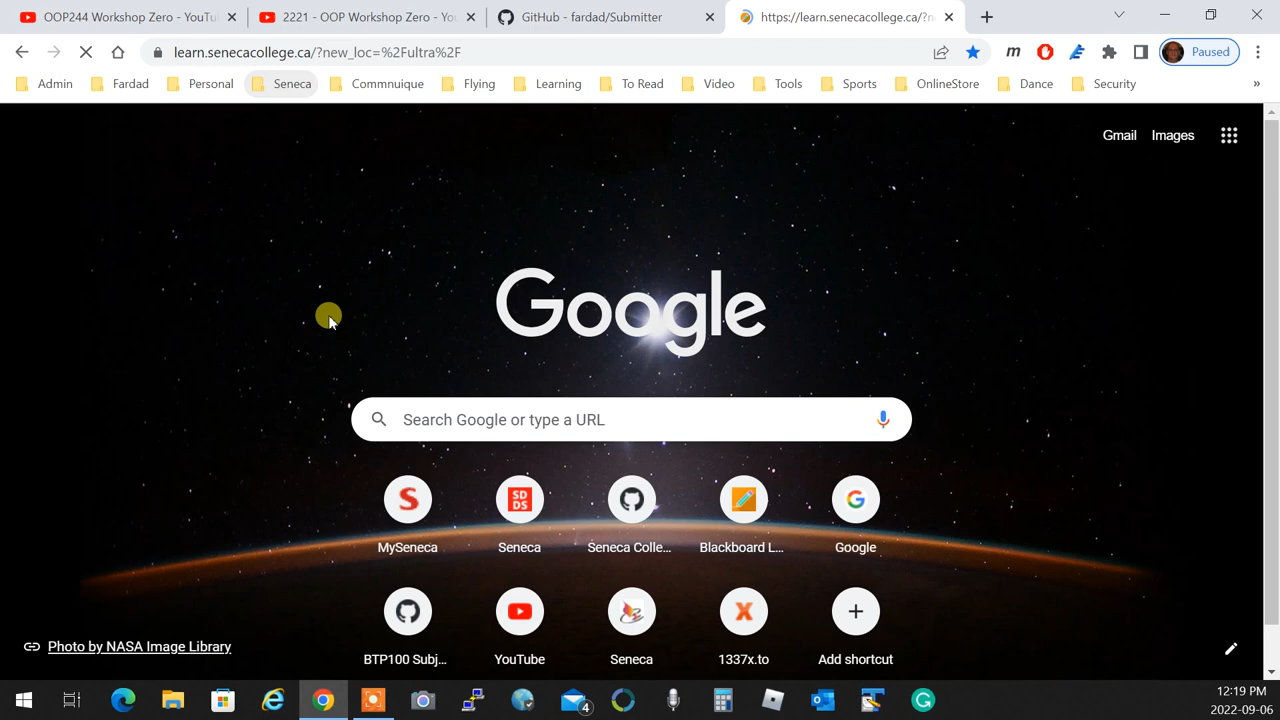 OOP244 Workshop Zero - YouTu
2221 - OOP Workshop Zero - Yo
GitHub - fardad/Submitter
https://learn.senecacollege.ca/?n
learn.senecacollege.ca/?new_loc=%2Fultra%2F
m
Paused
Admin
Fardad
Personal
Seneca
Commnuique
Flying
Learning
To Read
Video
Tools
Sports
OnlineStore
Dance
Security
»
Gmail
Images
Google
Search Google or type a URL
S
SD
DS
G
MySeneca
Seneca
Seneca Colle...
Blackboard L...
Google
X
BTP100 Subj...
YouTube
Seneca
1337x.to
Add shortcut
Photo by NASA Image Library
4
12:19 PM
2022-09-06